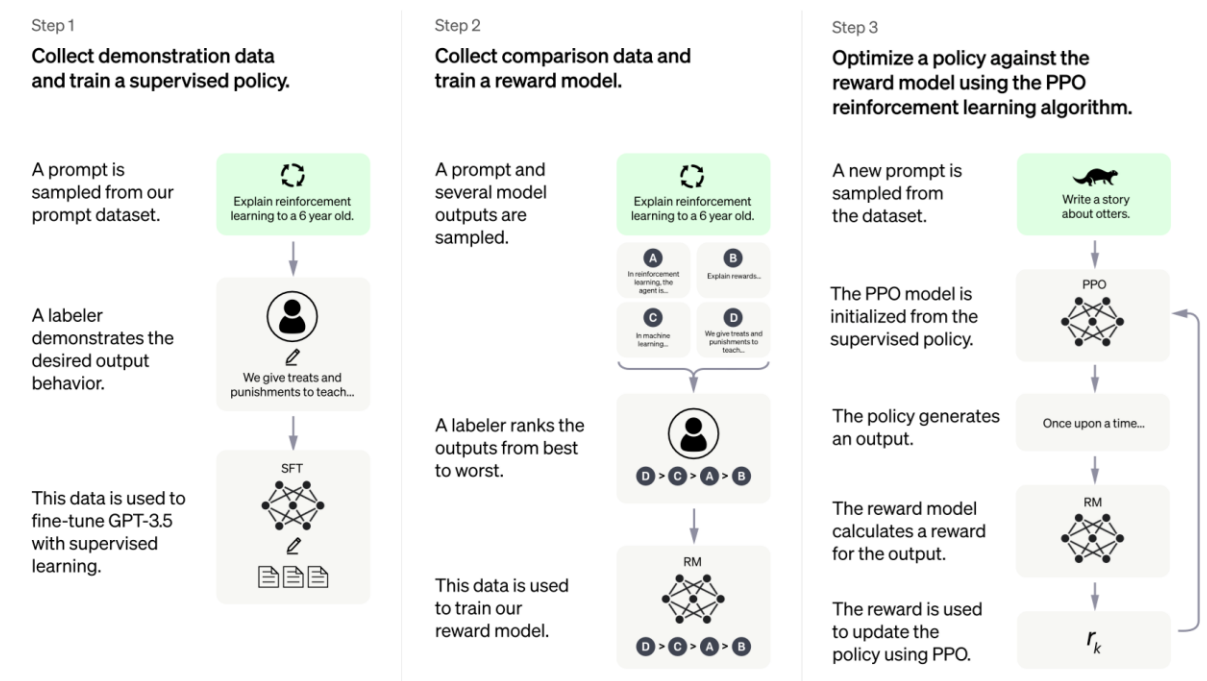 Step 1
Collect demonstration data
and train a supervised policy.
A prompt is
sampled from our
prompt dataset.
Explain reinforcement
learning to a 6 year old.
A labeler
demonstrates the
desired output
behavior.
We give treats and
punishments to teach...
This data is used to
fine-tune GPT-3.5
with supervised
learning.
SFT
Step 2
Collect comparison data and
train a reward model.
A prompt and
several model
outputs are
sampled.
Explain reinforcement
learning to a 6 year old.
A
In reinforcement
learning, the
agent is...
B
Explain rewards...
C
In machine
learning...
D
We give treats and
punishments to
teach...
A labeler ranks the
outputs from best
to worst.
D > C > A > B
This data is used
to train our
reward model.
RM
D > C > A > B
Step 3
Optimize a policy against the
reward model using the PPO
reinforcement learning algorithm.
A new prompt is
sampled from
the dataset.
Write a story
about otters.
The PPO model is
initialized from the
supervised policy.
PPO
The policy generates
an output.
Once upon a time...
The reward model
calculates a reward
for the output.
RM
The reward is used
to update the
policy using PPO.
r_k